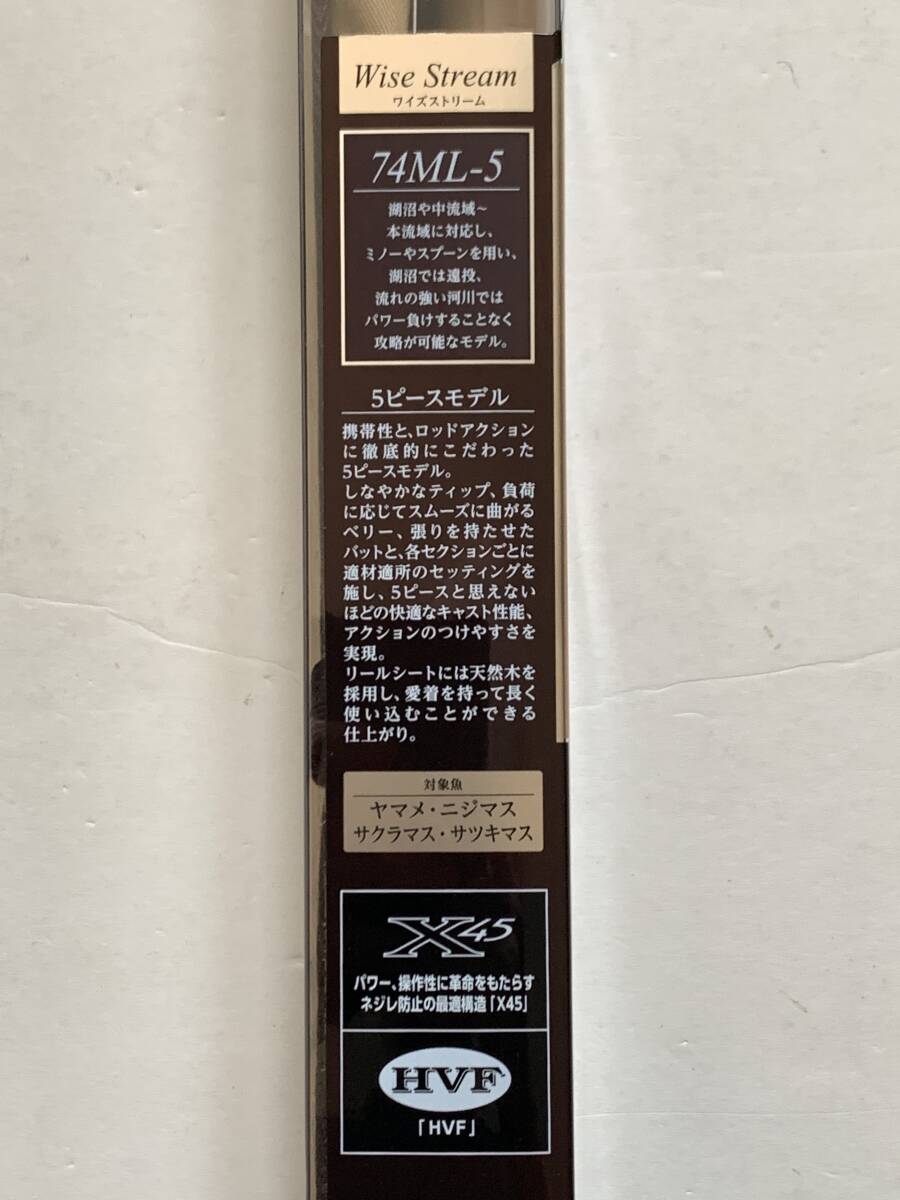 Wise Stream
ワイズストリーム
74ML-5
湖沼や中流域～
本流域に対応し、
ミノーやスプーンを用い、
湖沼では遠投、
流れの強い河川では
パワー負けすることなく
攻略が可能なモデル。
5ピースモデル
携帯性と、ロッドアクション
に徹底的にこだわった
5ピースモデル。
しなやかなティップ、負荷
に応じてスムーズに曲がる
ベリー、張りを持たせた
バットと、各セクションごとに
適材適所のセッティングを
施し、5ピースと思えない
ほどの快適なキャスト性能、
アクションのつけやすさを
実現。
リールシートには天然木を
採用し、愛着を持って長く
使い込むことができる
仕上がり。
対象魚
ヤマメ・ニジマス
サクラマス・サツキマス
X45
パワー、操作性に革命をもたらす
ネジレ防止の最適構造「X45」
HVF
「HVF」